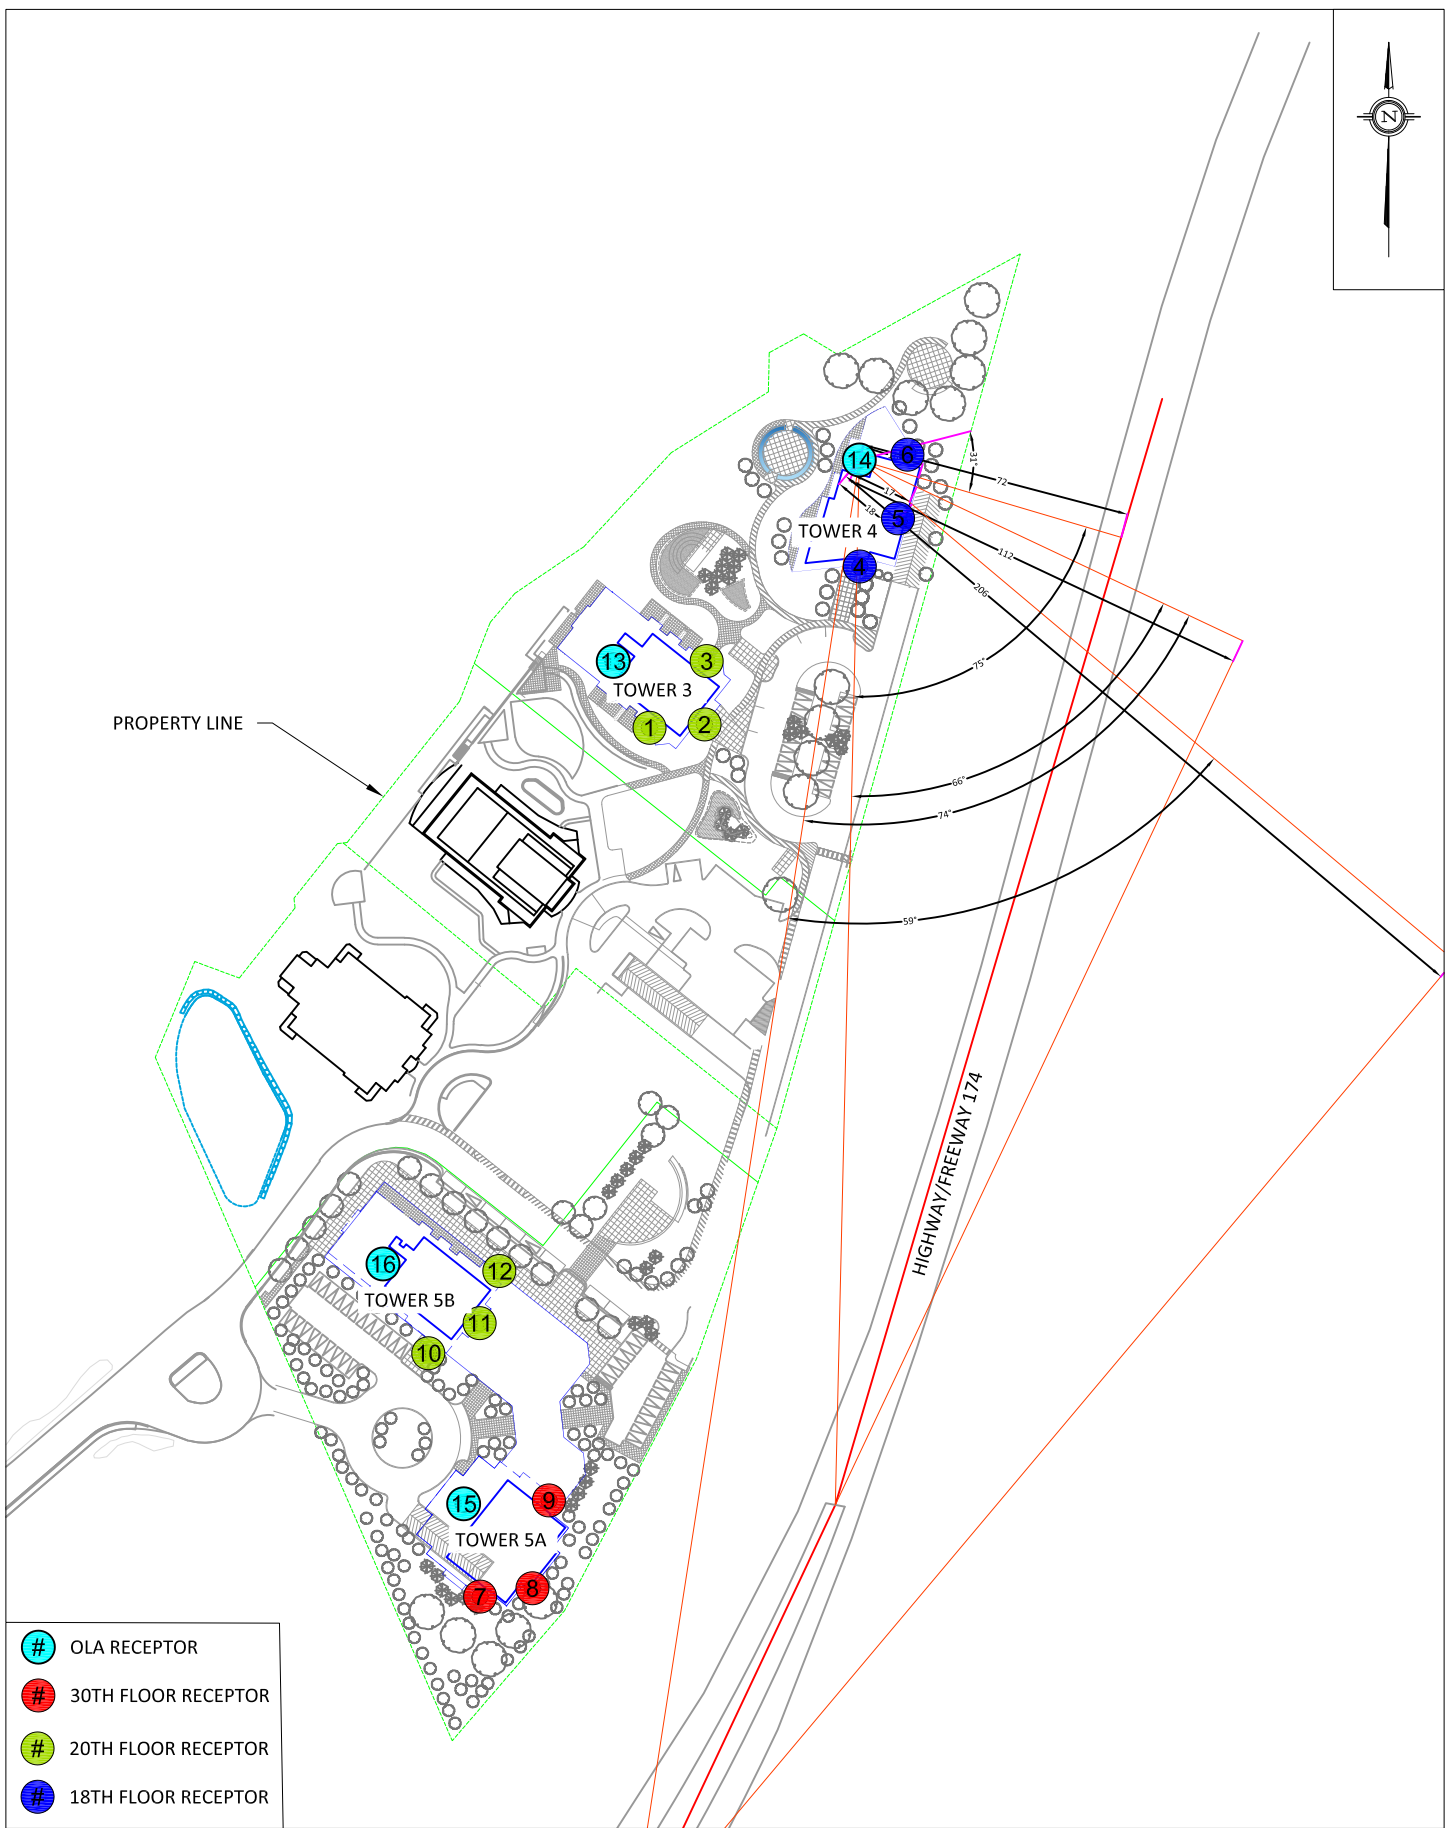 N
6
14
31°
72
17
18
5
TOWER 4
112
4
206
13
3
75°
TOWER 3
PROPERTY LINE
1
2
66°
74°
59°
HIGHWAY/FREEWAY 174
16
12
TOWER 5B
11
10
15
9
TOWER 5A
7
8
# OLA RECEPTOR
# 30TH FLOOR RECEPTOR
# 20TH FLOOR RECEPTOR
# 18TH FLOOR RECEPTOR